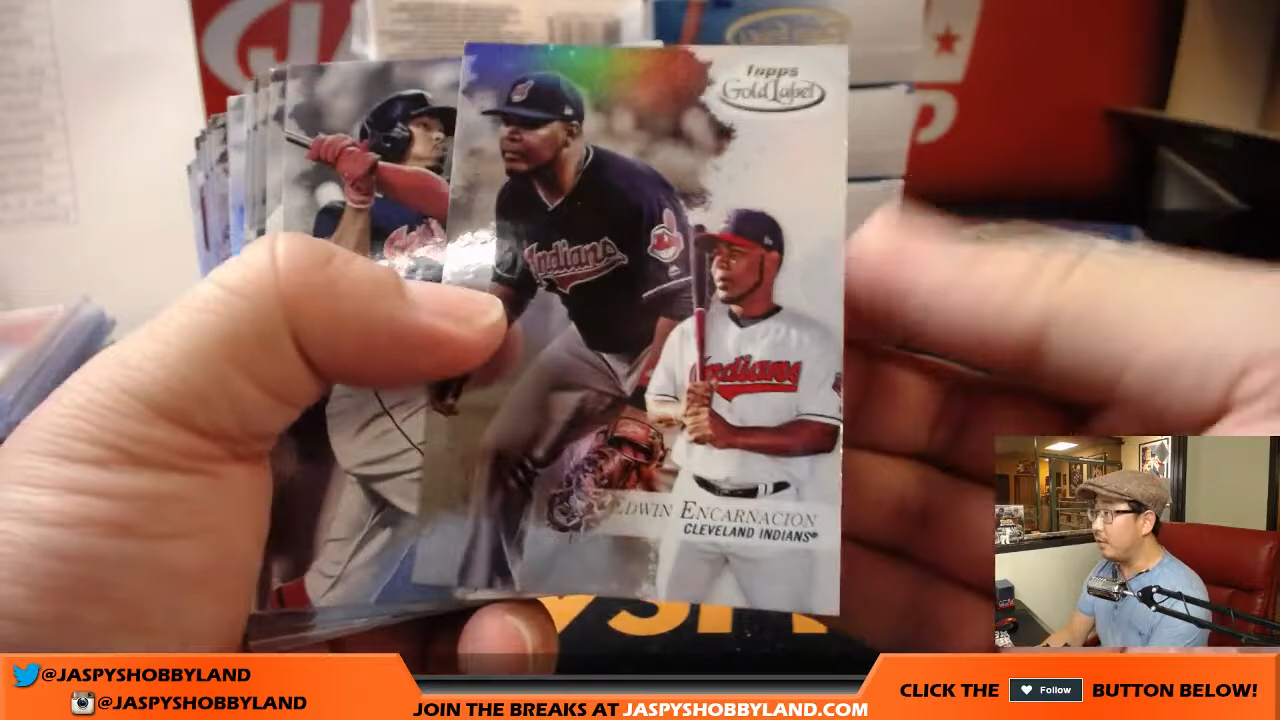 Topps
Gold Label
Indians
Indians
EDWIN ENCARNACION
CLEVELAND INDIANS®
@JASPYSHOBBYLAND
@JASPYSHOBBYLAND
JOIN THE BREAKS AT JASPYSHOBBYLAND.COM
CLICK THE Follow BUTTON BELOW!